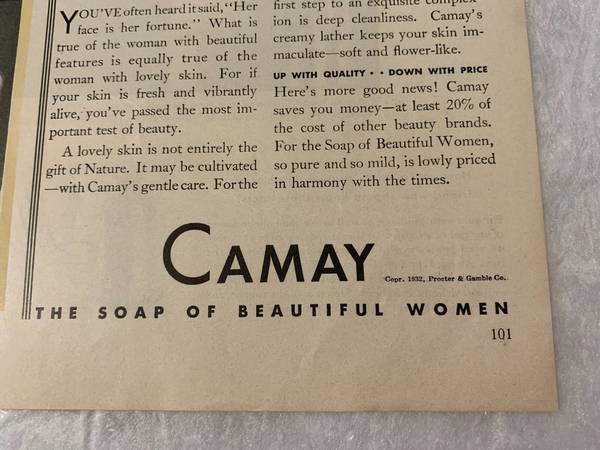 YOU'VE often heard it said, "Her
face is her fortune." What is
true of the woman with beautiful
features is equally true of the
woman with lovely skin. For if
your skin is fresh and vibrantly
alive, you've passed the most im-
portant test of beauty.
A lovely skin is not entirely the
gift of Nature. It may be cultivated
—with Camay's gentle care. For the
first step to an exquisite complex-
ion is deep cleanliness. Camay's
creamy lather keeps your skin im-
maculate—soft and flower-like.
UP WITH QUALITY · · DOWN WITH PRICE
Here's more good news! Camay
saves you money—at least 20% of
the cost of other beauty brands.
For the Soap of Beautiful Women,
so pure and so mild, is lowly priced
in harmony with the times.
CAMAY
Copr. 1932, Procter & Gamble Co.
THE SOAP OF BEAUTIFUL WOMEN
101